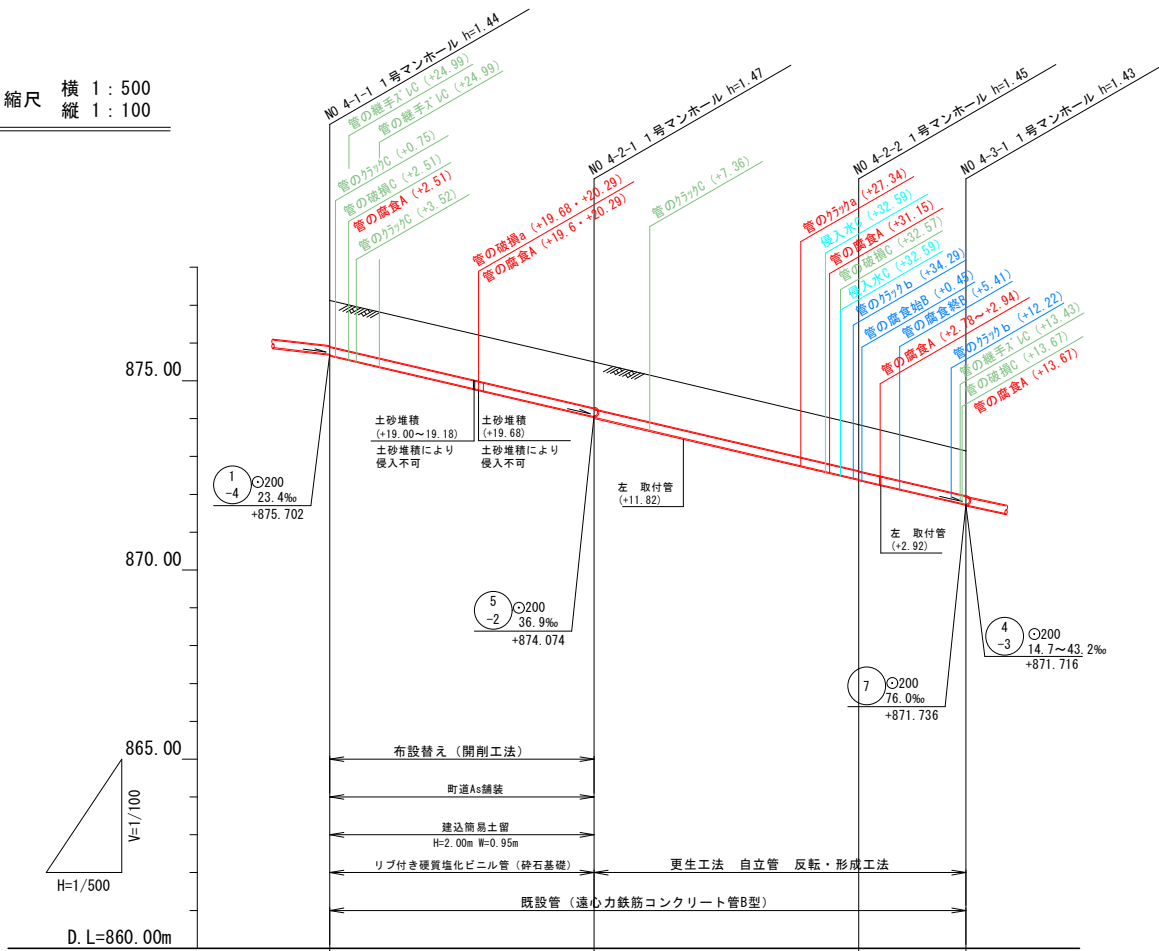 縮尺 横 1：500
縦 1：100
NO 4-1-1 1号マンホール h=1.44
管の継手ズレC (+24.99)
管の継手ズレC (+24.99)
管のクラックC (+0.75)
管の破損C (+2.51)
管の腐食A (+2.51)
管のクラックC (+3.52)
管の破損a (+19.68・+20.29)
管の腐食A (+19.6・+20.29)
NO 4-2-1 1号マンホール h=1.47
管のクラックC (+7.36)
NO 4-2-2 1号マンホール h=1.45
NO 4-3-1 1号マンホール h=1.43
管のクラックa (+27.34)
侵入水C (+32.59)
管の腐食A (+31.15)
管の破損C (+32.57)
侵入水C (+32.59)
管のクラックb (+34.29)
管の腐食始B (+0.45)
管の腐食終B (+5.41)
管の腐食A (+2.78～+2.94)
管のクラックb (+12.22)
管の継手ズレC (+13.43)
管の破損C (+13.67)
管の腐食A (+13.67)
875.00
土砂堆積
(+19.00～19.18)
土砂堆積により
侵入不可
土砂堆積
(+19.68)
土砂堆積により
侵入不可
左 取付管
(+11.82)
左 取付管
(+2.92)
1
-4
200
23.4‰
+875.702
870.00
5
-2
200
36.9‰
+874.074
4
-3
200
14.7～43.2‰
+871.716
7
200
76.0‰
+871.736
865.00
布設替え（開削工法）
町道As舗装
建込簡易土留
H=2.00m W=0.95m
リブ付き硬質塩化ビニル管（砕石基礎）
更生工法 自立管 反転・形成工法
既設管（遠心力鉄筋コンクリート管B型）
V=1/100
H=1/500
D.L=860.00m